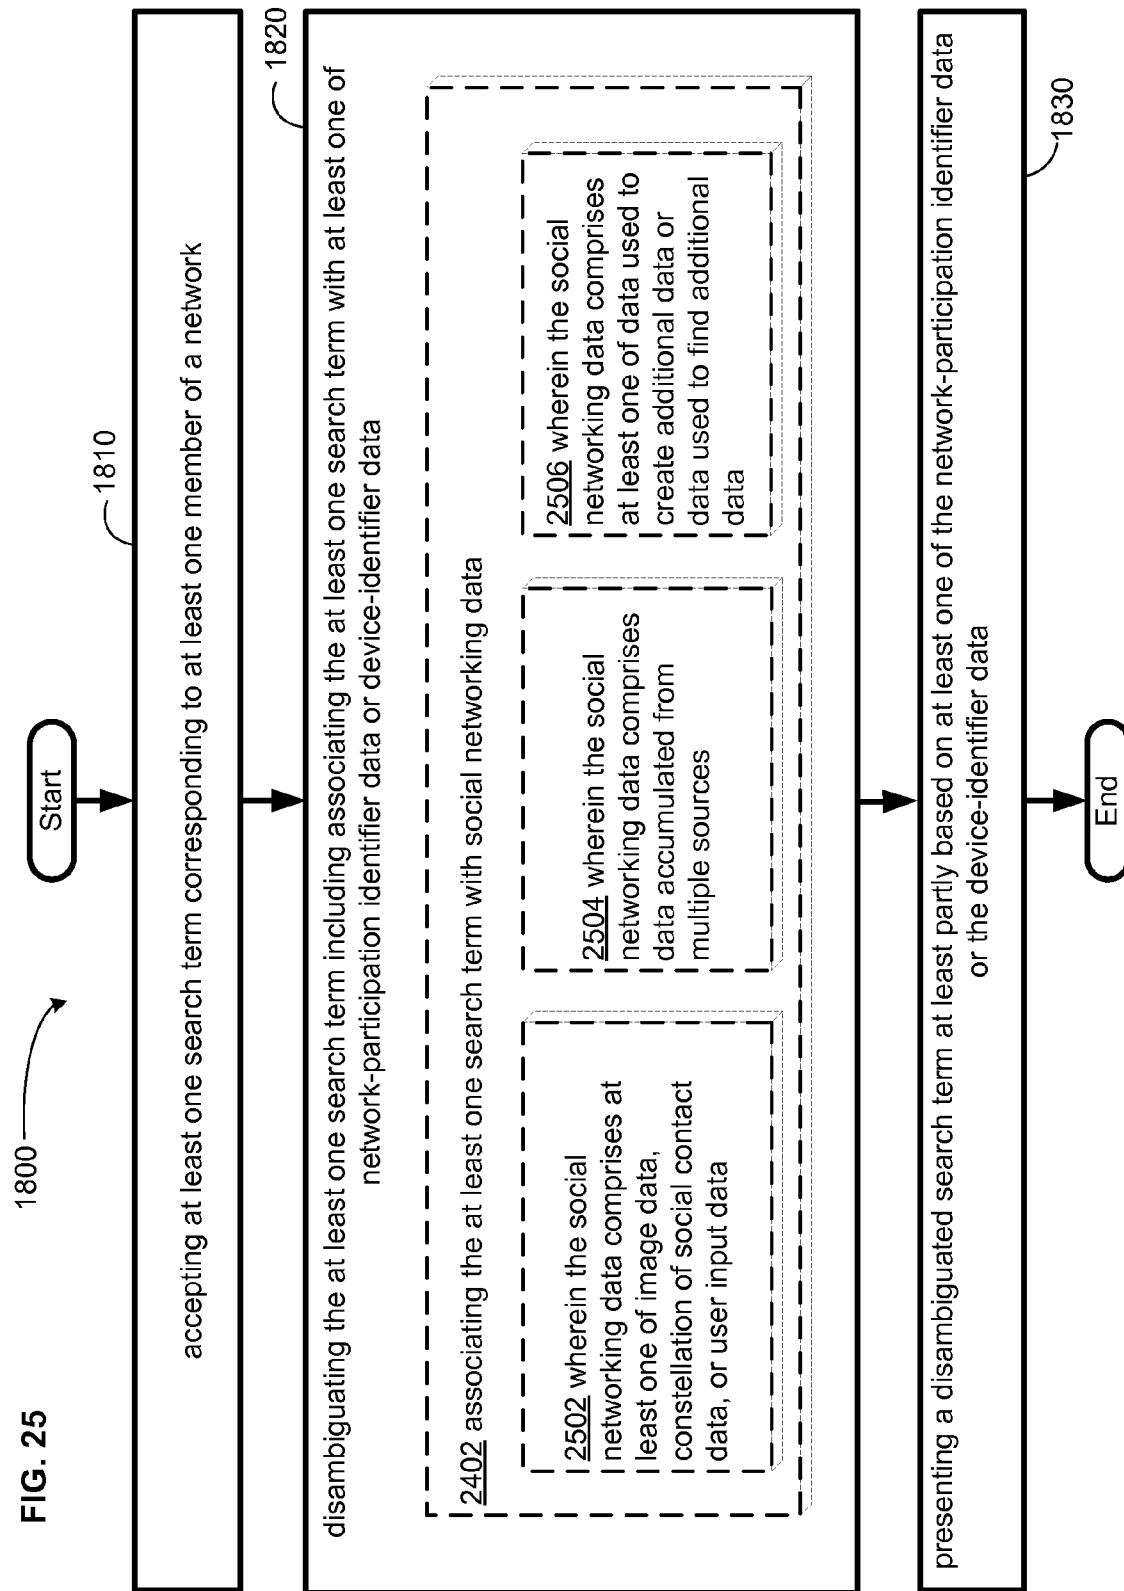 FIG. 25
1800
Start
1810
accepting at least one search term corresponding to at least one member of a network
1820
disambiguating the at least one search term including associating the at least one search term with at least one of
network-participation identifier data or device-identifier data
2402 associating the at least one search term with social networking data
2502 wherein the social
networking data comprises at
least one of image data,
constellation of social contact
data, or user input data
2504 wherein the social
networking data comprises
data accumulated from
multiple sources
2506 wherein the social
networking data comprises
at least one of data used to
create additional data or
data used to find additional
data
presenting a disambiguated search term at least partly based on at least one of the network-participation identifier data
or the device-identifier data
1830
End